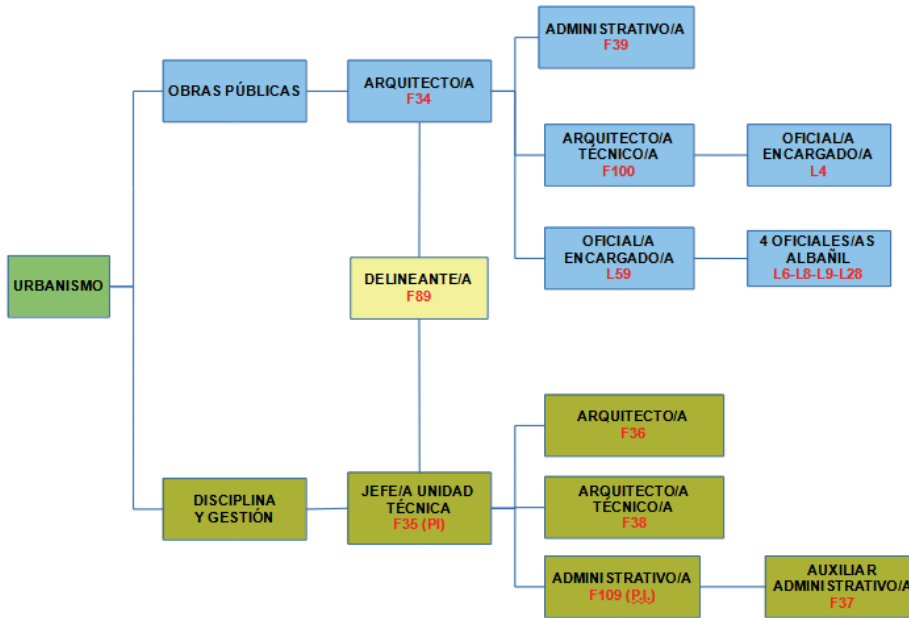 URBANISMO
OBRAS PÚBLICAS
ARQUITECTO/A
F34
ADMINISTRATIVO/A
F39
ARQUITECTO/A
TÉCNICO/A
F100
OFICIAL/A
ENCARGADO/A
L4
OFICIAL/A
ENCARGADO/A
L59
4 OFICIALES/AS
ALBAÑIL
L6-L8-L9-L28
DELINEANTE/A
F89
DISCIPLINA
Y GESTIÓN
JEFE/A UNIDAD
TÉCNICA
F35 (PI)
ARQUITECTO/A
F36
ARQUITECTO/A
TÉCNICO/A
F38
ADMINISTRATIVO/A
F109 (P.I.)
AUXILIAR
ADMINISTRATIVO/A
F37